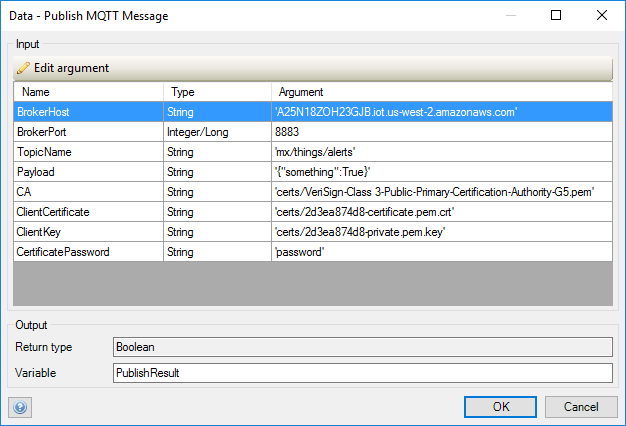 Data - Publish MQTT Message
Input
Edit argument
Name Type Argument
BrokerHost String 'A25N18ZOH23GJB.iot.us-west-2.amazonaws.com'
BrokerPort Integer/Long 8883
TopicName String 'mx/things/alerts'
Payload String '{"something":True}'
CA String 'certs/VeriSign-Class 3-Public-Primary-Certification-Authority-G5.pem'
ClientCertificate String 'certs/2d3ea874d8-certificate.pem.crt'
ClientKey String 'certs/2d3ea874d8-private.pem.key'
CertificatePassword String 'password'
Output
Return type Boolean
Variable PublishResult
? OK Cancel